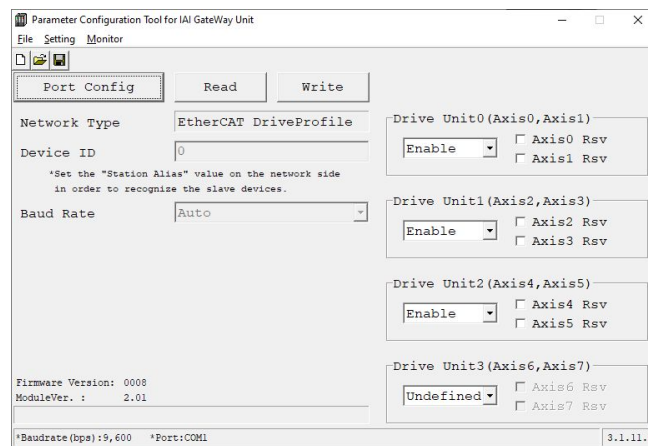 Parameter Configuration Tool for IAI GateWay Unit
File Setting Monitor
Port Config Read Write
Network Type EtherCAT DriveProfile
Device ID 0
*Set the "Station Alias" value on the network side
in order to recognize the slave devices.
Baud Rate Auto
Drive Unit0(Axis0,Axis1)
Enable
Axis0 Rsv
Axis1 Rsv
Drive Unit1(Axis2,Axis3)
Enable
Axis2 Rsv
Axis3 Rsv
Drive Unit2(Axis4,Axis5)
Enable
Axis4 Rsv
Axis5 Rsv
Drive Unit3(Axis6,Axis7)
Undefined
Axis6 Rsv
Axis7 Rsv
Firmware Version: 0008
ModuleVer. : 2.01
*Baudrate(bps):9,600 *Port:COM1 3.1.11.